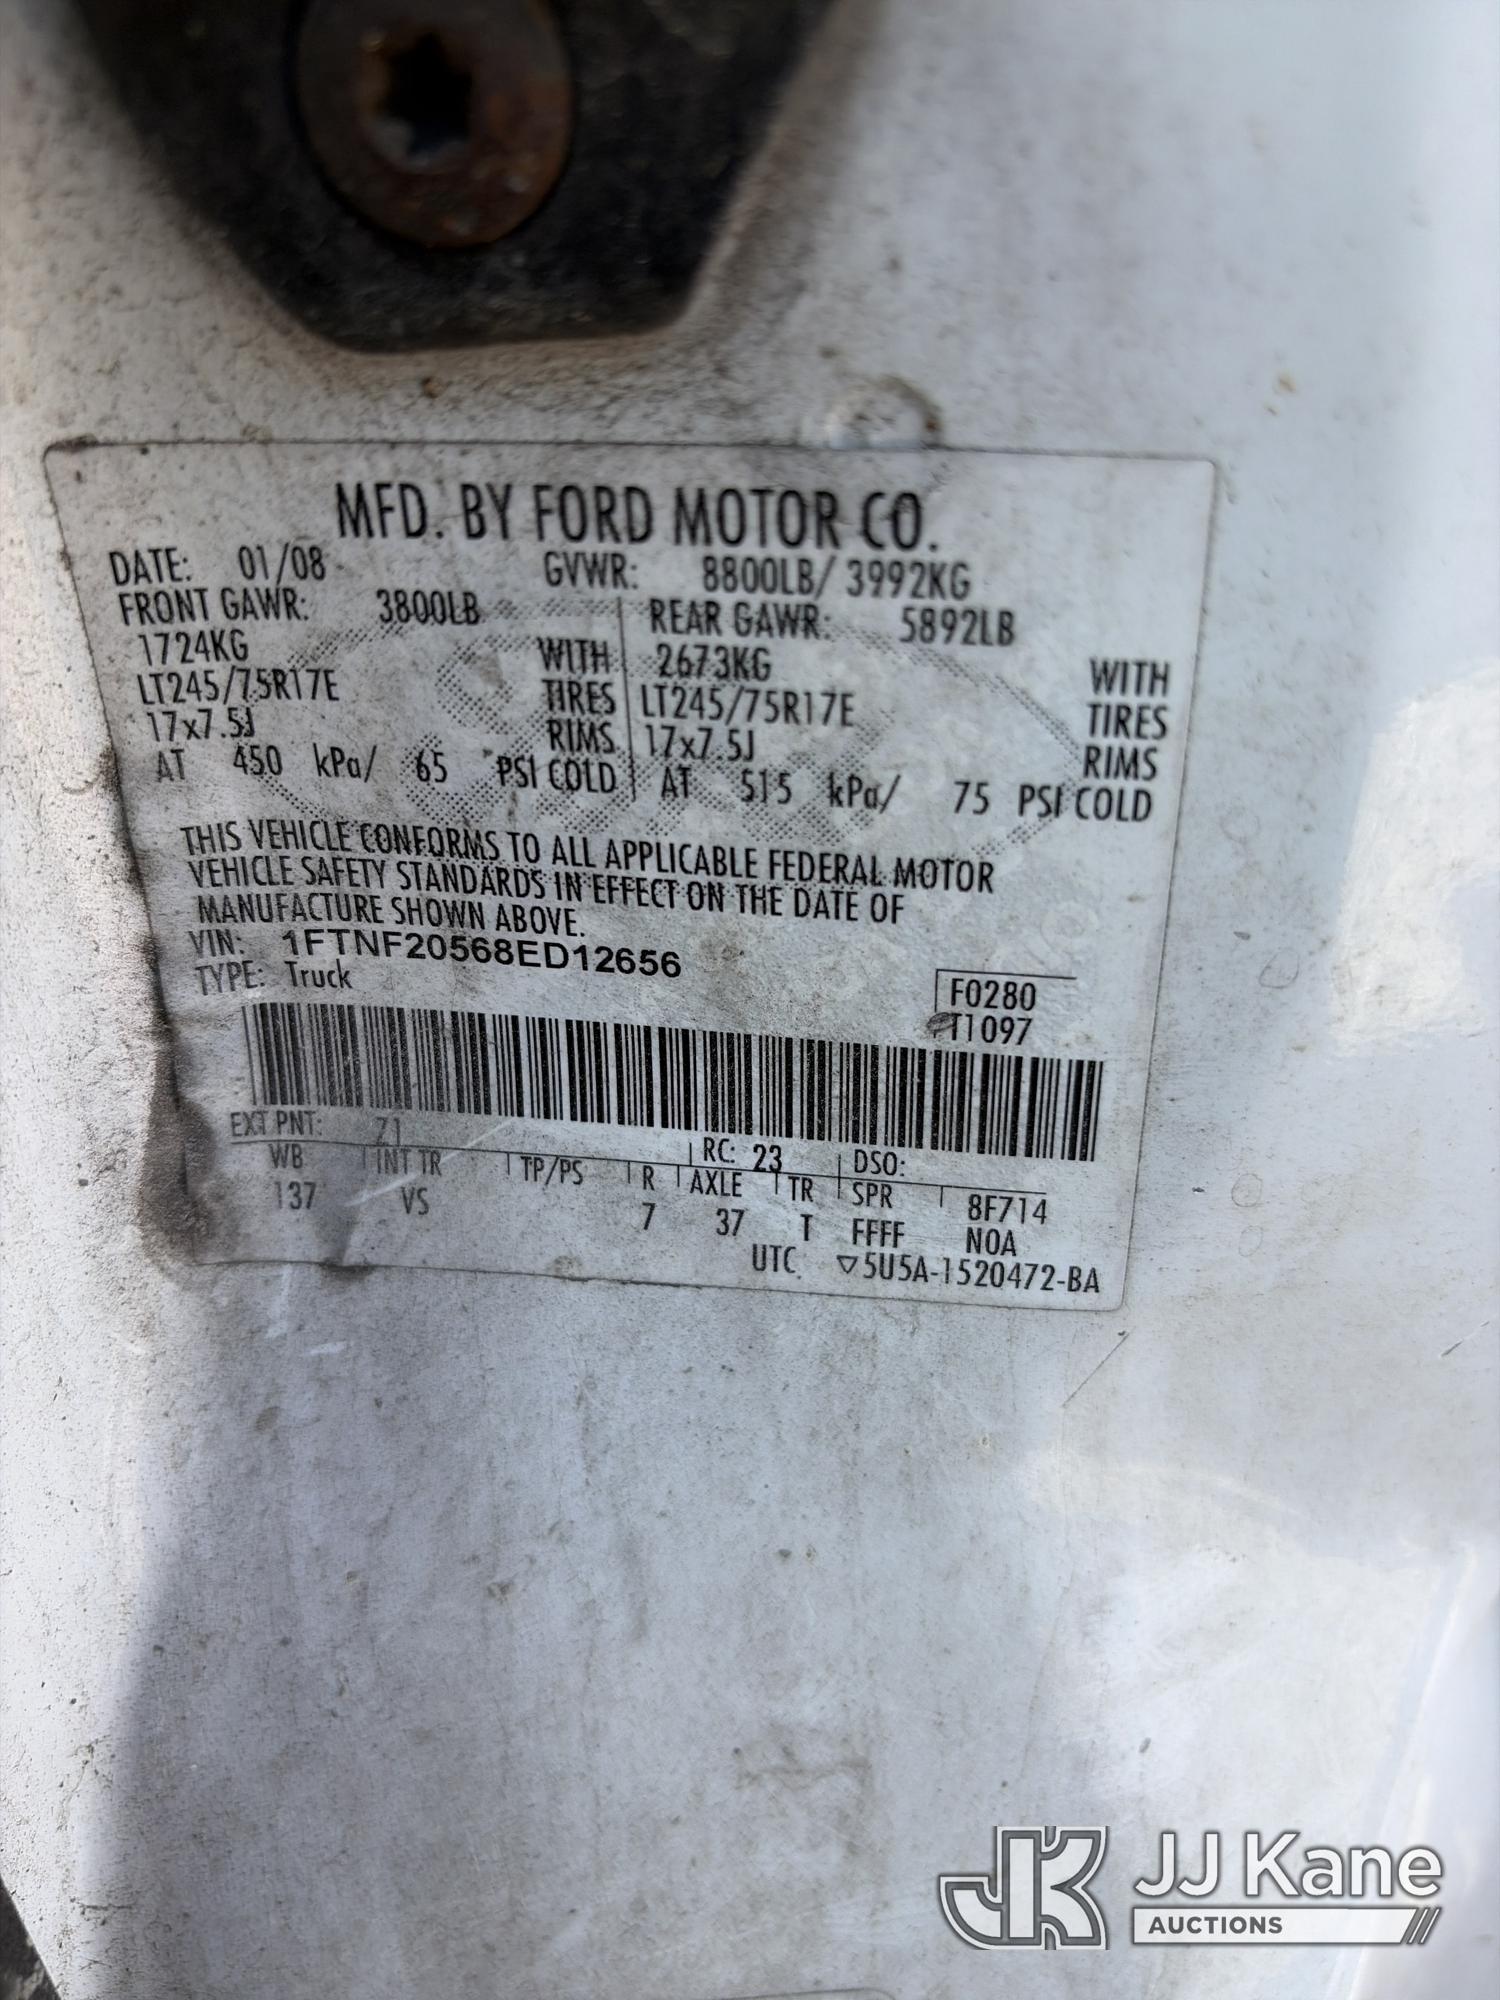 MFD. BY FORD MOTOR CO.
DATE: 01/08 GVWR: 8800LB/ 3992KG
FRONT GAWR: 3800LB REAR GAWR: 5892LB
1724KG WITH 2673KG WITH
LT245/75R17E TIRES LT245/75R17E TIRES
17x7.5J RIMS 17x7.5J RIMS
AT 450 kPa/ 65 PSI COLD AT 515 kPa/ 75 PSI COLD
THIS VEHICLE CONFORMS TO ALL APPLICABLE FEDERAL MOTOR
VEHICLE SAFETY STANDARDS IN EFFECT ON THE DATE OF
MANUFACTURE SHOWN ABOVE.
VIN: 1FTNF20568ED12656
TYPE: Truck
F0280
T1097
EXT PNT: Z1 RC: 23 DSO:
WB INT TR TP/PS R AXLE TR SPR 8F714
137 VS 7 37 T FFFF N0A
UTC ▽5U5A-1520472-BA
JK JJ Kane
AUCTIONS